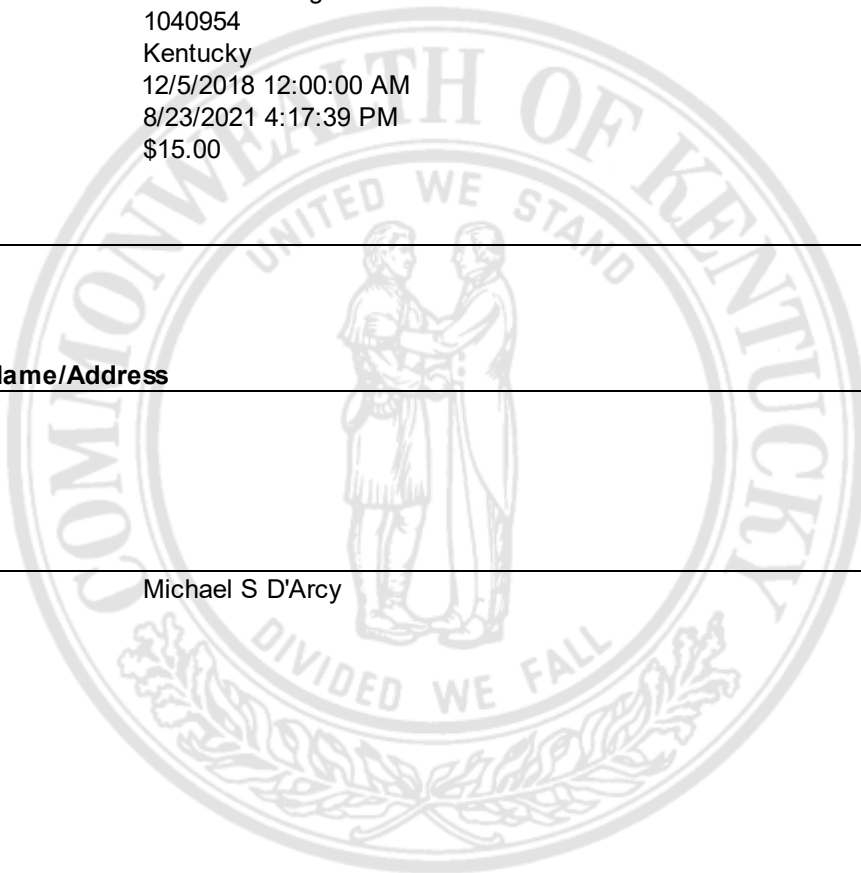 1040954
Kentucky
12/5/2018 12:00:00 AM
8/23/2021 4:17:39 PM
$15.00
COMMONWEALTH OF KENTUCKY
UNITED WE STAND
ame/Address
Michael S D'Arcy
DIVIDED WE FALL